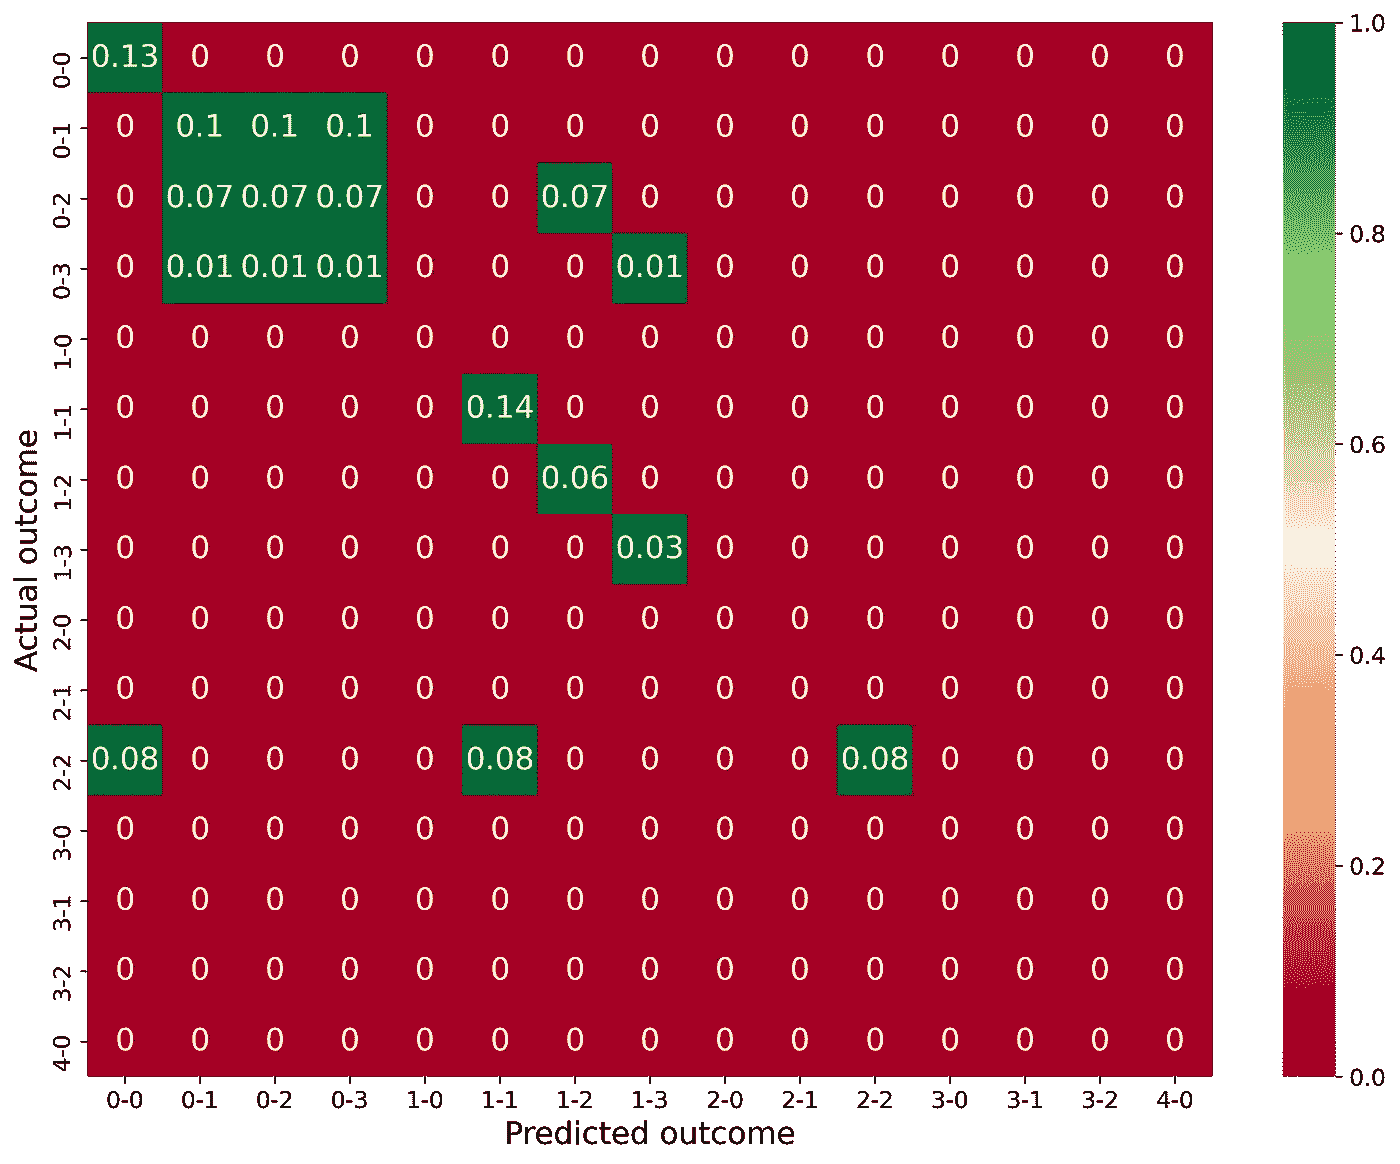 0-0 0.13 0 0 0 0 0 0 0 0 0 0 0 0 0 0
0-1 0 0.1 0.1 0.1 0 0 0 0 0 0 0 0 0 0 0
0-2 0 0.07 0.07 0.07 0 0 0.07 0 0 0 0 0 0 0 0
0-3 0 0.01 0.01 0.01 0 0 0 0.01 0 0 0 0 0 0 0
1-0 0 0 0 0 0 0 0 0 0 0 0 0 0 0 0
1-1 0 0 0 0 0 0.14 0 0 0 0 0 0 0 0 0
1-2 0 0 0 0 0 0 0.06 0 0 0 0 0 0 0 0
1-3 0 0 0 0 0 0 0 0.03 0 0 0 0 0 0 0
2-0 0 0 0 0 0 0 0 0 0 0 0 0 0 0 0
2-1 0 0 0 0 0 0 0 0 0 0 0 0 0 0 0
2-2 0.08 0 0 0 0 0.08 0 0 0 0 0.08 0 0 0 0
3-0 0 0 0 0 0 0 0 0 0 0 0 0 0 0 0
3-1 0 0 0 0 0 0 0 0 0 0 0 0 0 0 0
3-2 0 0 0 0 0 0 0 0 0 0 0 0 0 0 0
4-0 0 0 0 0 0 0 0 0 0 0 0 0 0 0 0
0-0 0-1 0-2 0-3 1-0 1-1 1-2 1-3 2-0 2-1 2-2 3-0 3-1 3-2 4-0
Predicted outcome
Actual outcome
1.0
0.8
0.6
0.4
0.2
0.0